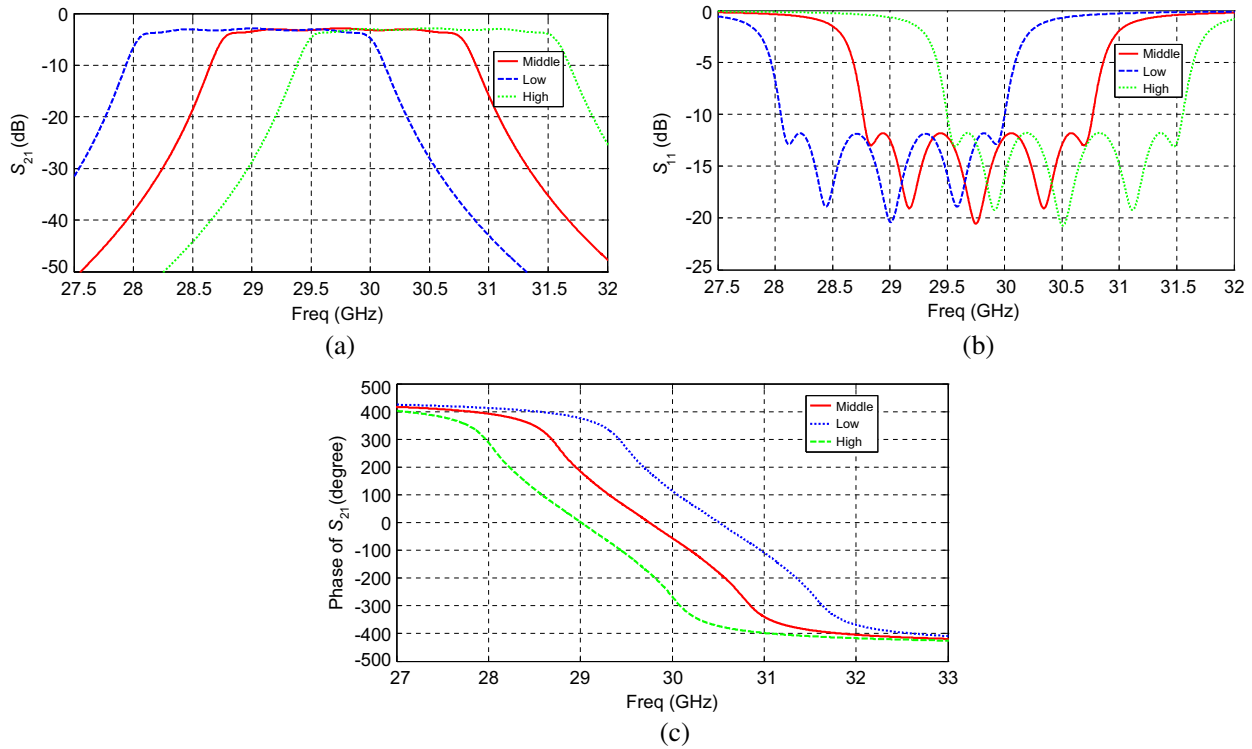 0
-10
-20
-30
-40
-50
S21 (dB)
Middle
Low
High
27.5 28 28.5 29 29.5 30 30.5 31 31.5 32
Freq (GHz)
(a)
0
-5
-10
-15
-20
-25
S11 (dB)
Middle
Low
High
27.5 28 28.5 29 29.5 30 30.5 31 31.5 32
Freq (GHz)
(b)
500
400
300
200
100
0
-100
-200
-300
-400
-500
Phase of S21 (degree)
Middle
Low
High
27 28 29 30 31 32 33
Freq (GHz)
(c)